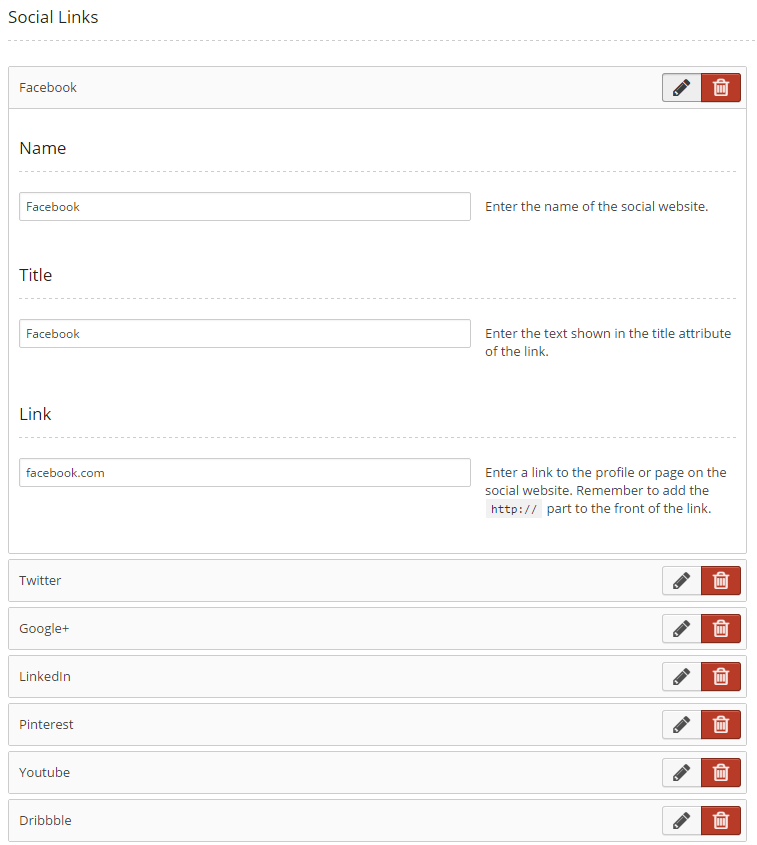 Social Links
Facebook
Name
Facebook
Enter the name of the social website.
Title
Facebook
Enter the text shown in the title attribute
of the link.
Link
facebook.com
Enter a link to the profile or page on the
social website. Remember to add the
http:// part to the front of the link.
Twitter
Google+
LinkedIn
Pinterest
Youtube
Dribbble